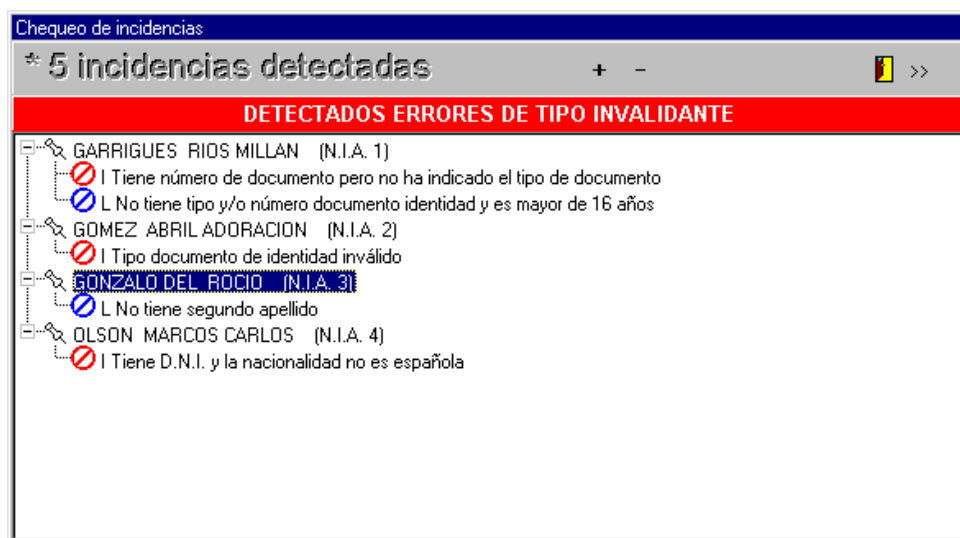 Chequeo de incidencias
* 5 incidencias detectadas + - >>
DETECTADOS ERRORES DE TIPO INVALIDANTE
GARRIGUES RIOS MILLAN (N.I.A. 1)
I Tiene número de documento pero no ha indicado el tipo de documento
L No tiene tipo y/o número documento identidad y es mayor de 16 años
GOMEZ ABRIL ADORACION (N.I.A. 2)
I Tipo documento de identidad inválido
GONZALO DEL ROCIO (N.I.A. 3)
L No tiene segundo apellido
OLSON MARCOS CARLOS (N.I.A. 4)
I Tiene D.N.I. y la nacionalidad no es española